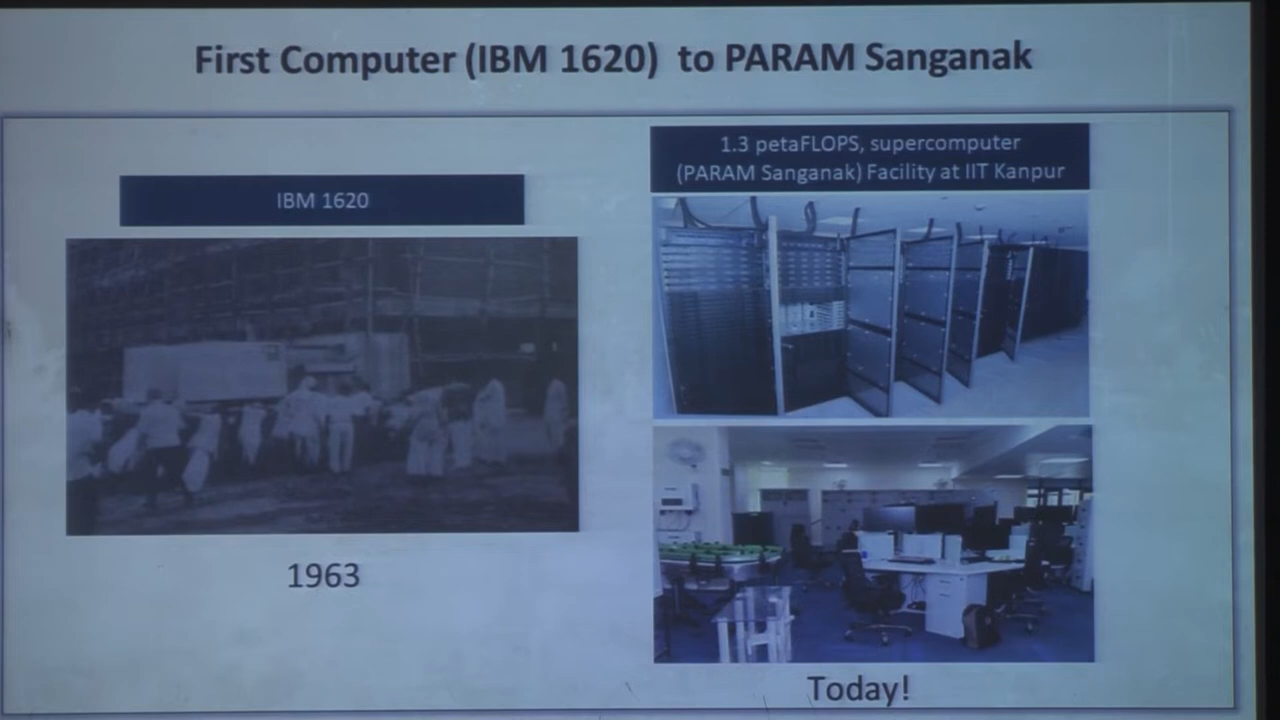 First Computer (IBM 1620) to PARAM Sanganak
IBM 1620
1963
1.3 petaFLOPS, supercomputer
(PARAM Sanganak) Facility at IIT Kanpur
Today!